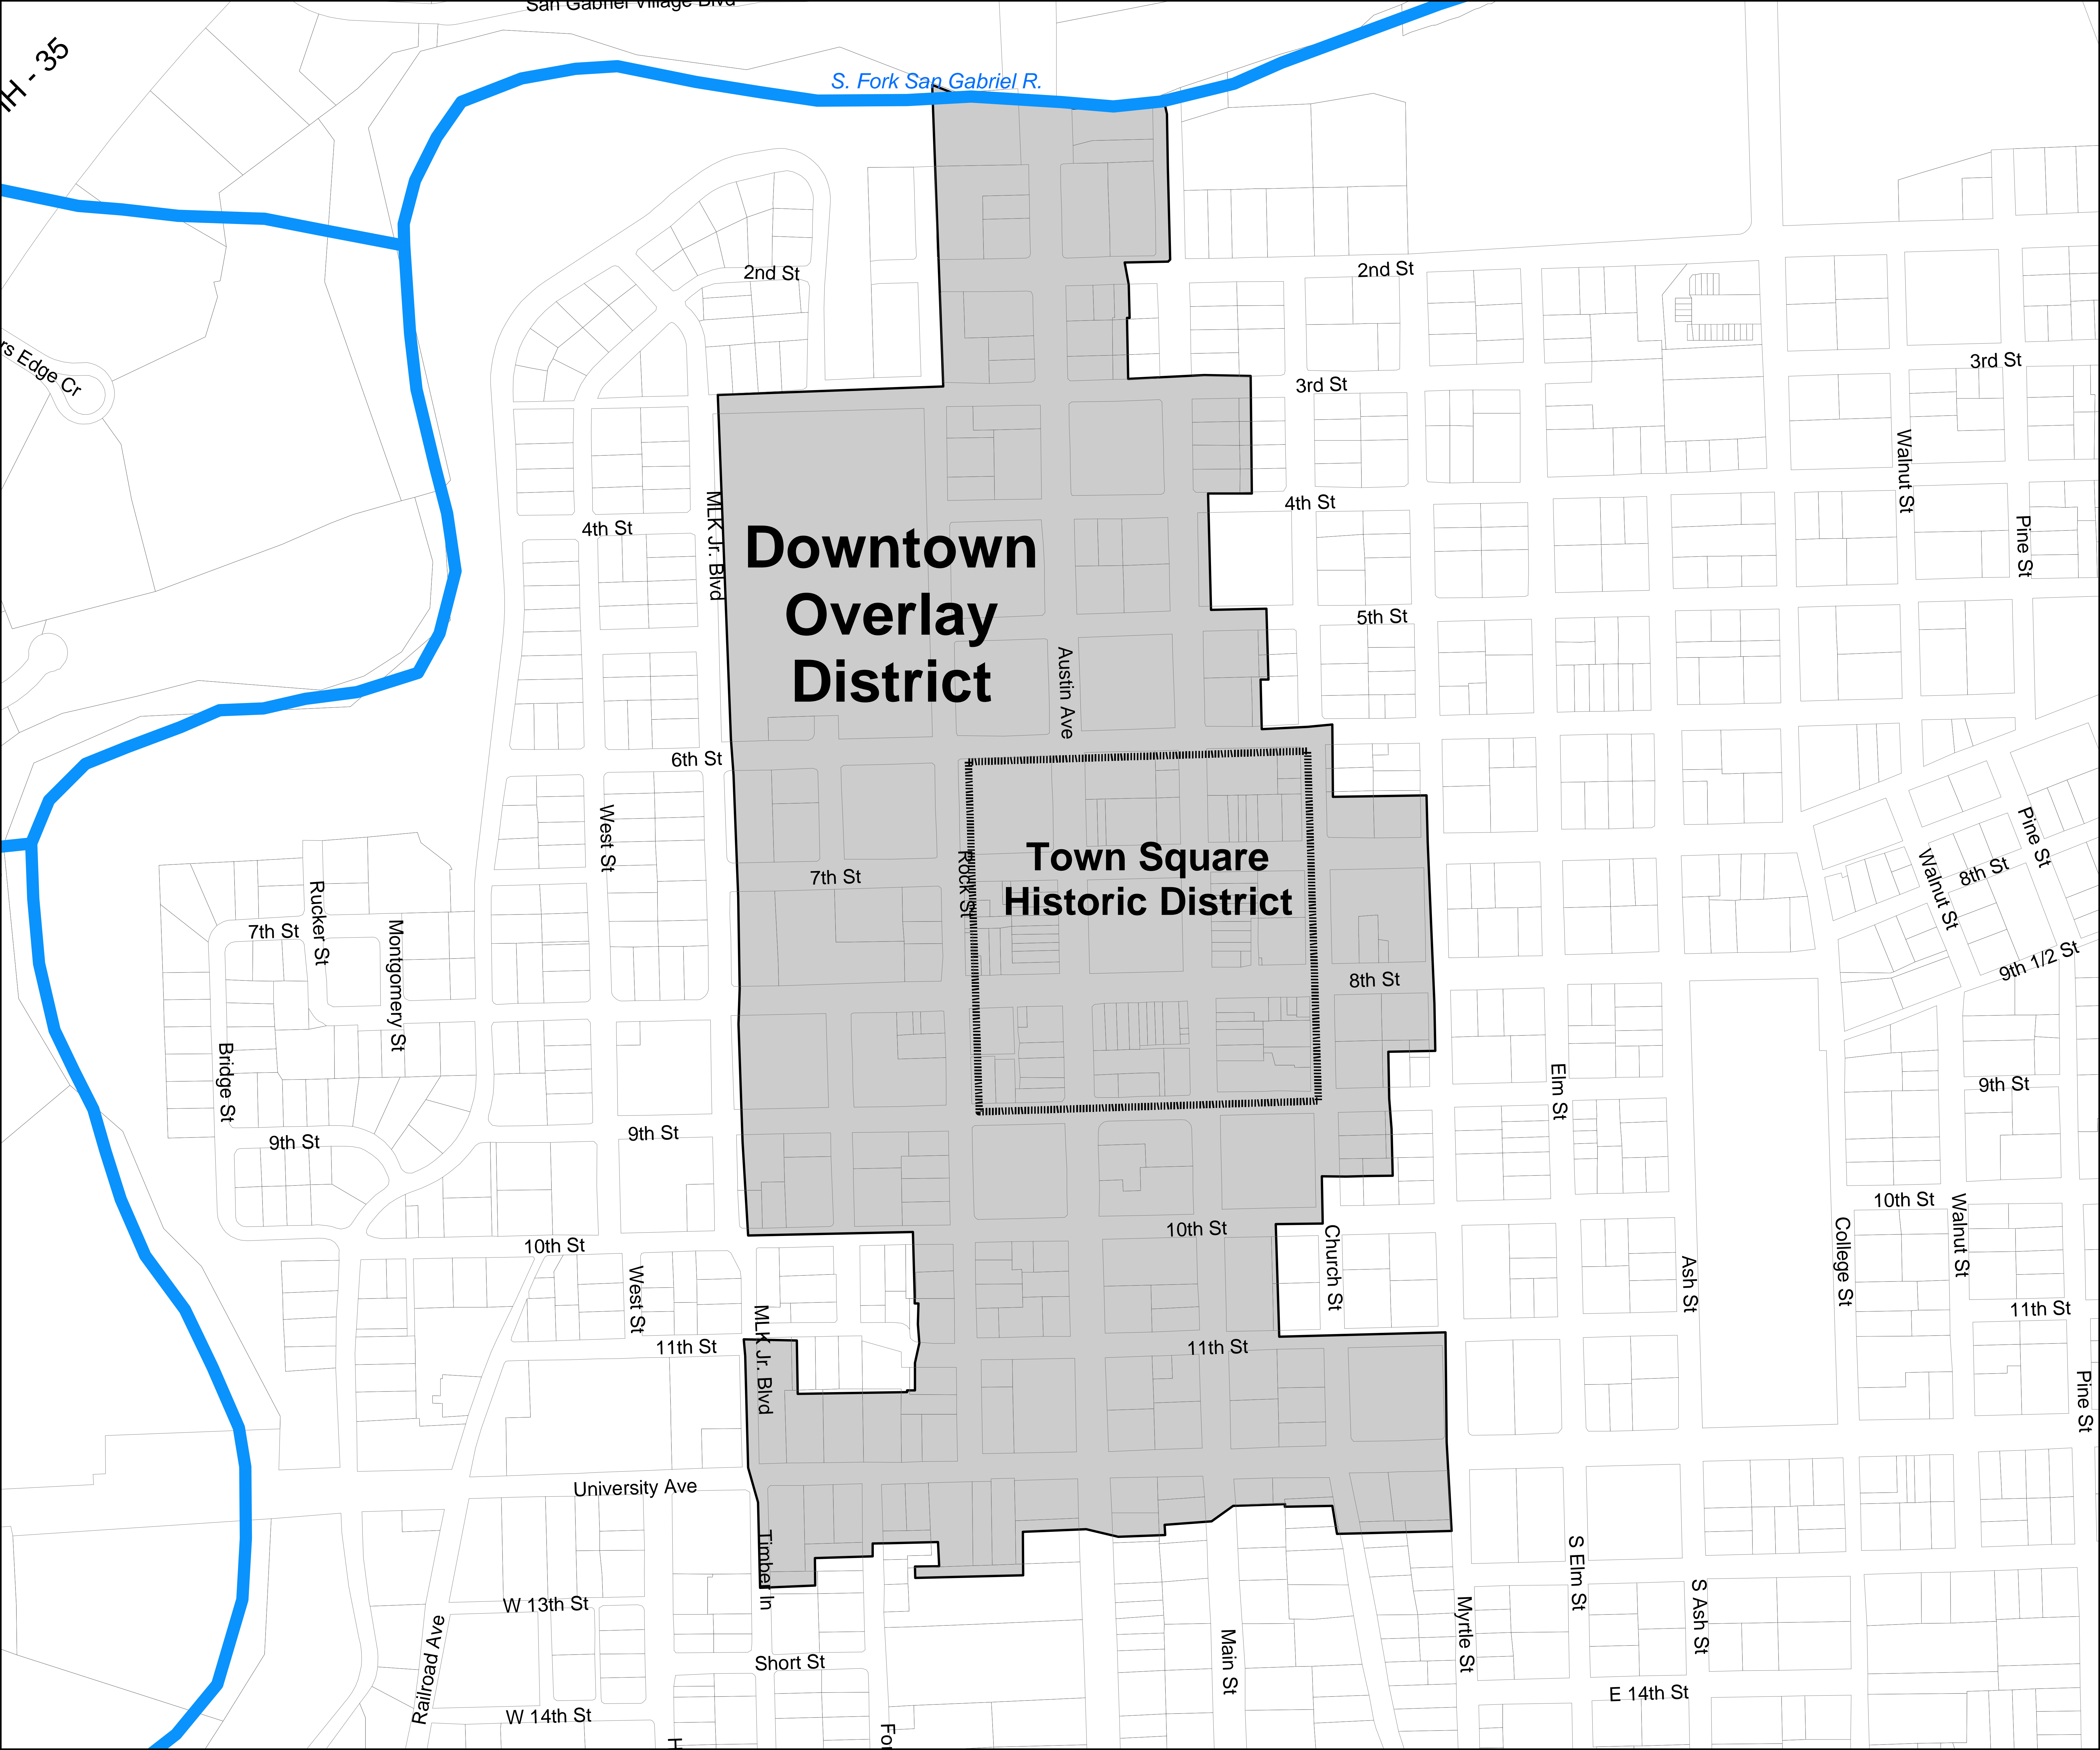 San Gabriel Village Blvd
IH - 35
S. Fork San Gabriel R.
2nd St
2nd St
3rd St
3rd St
rs Edge Cr
4th St
MLK Jr. Blvd
4th St
Walnut St
Pine St
Downtown
Overlay
District
5th St
Austin Ave
6th St
West St
Rock St
7th St
Town Square
Historic District
Pine St
Walnut St
8th St
9th 1/2 St
Rucker St
7th St
Montgomery St
8th St
Bridge St
Elm St
9th St
9th St
9th St
10th St
Walnut St
College St
10th St
10th St
Church St
Ash St
West St
MLK Jr. Blvd
11th St
11th St
11th St
Pine St
University Ave
Timber ln
S Elm St
W 13th St
Railroad Ave
Short St
Main St
Myrtle St
S Ash St
E 14th St
W 14th St
H
For